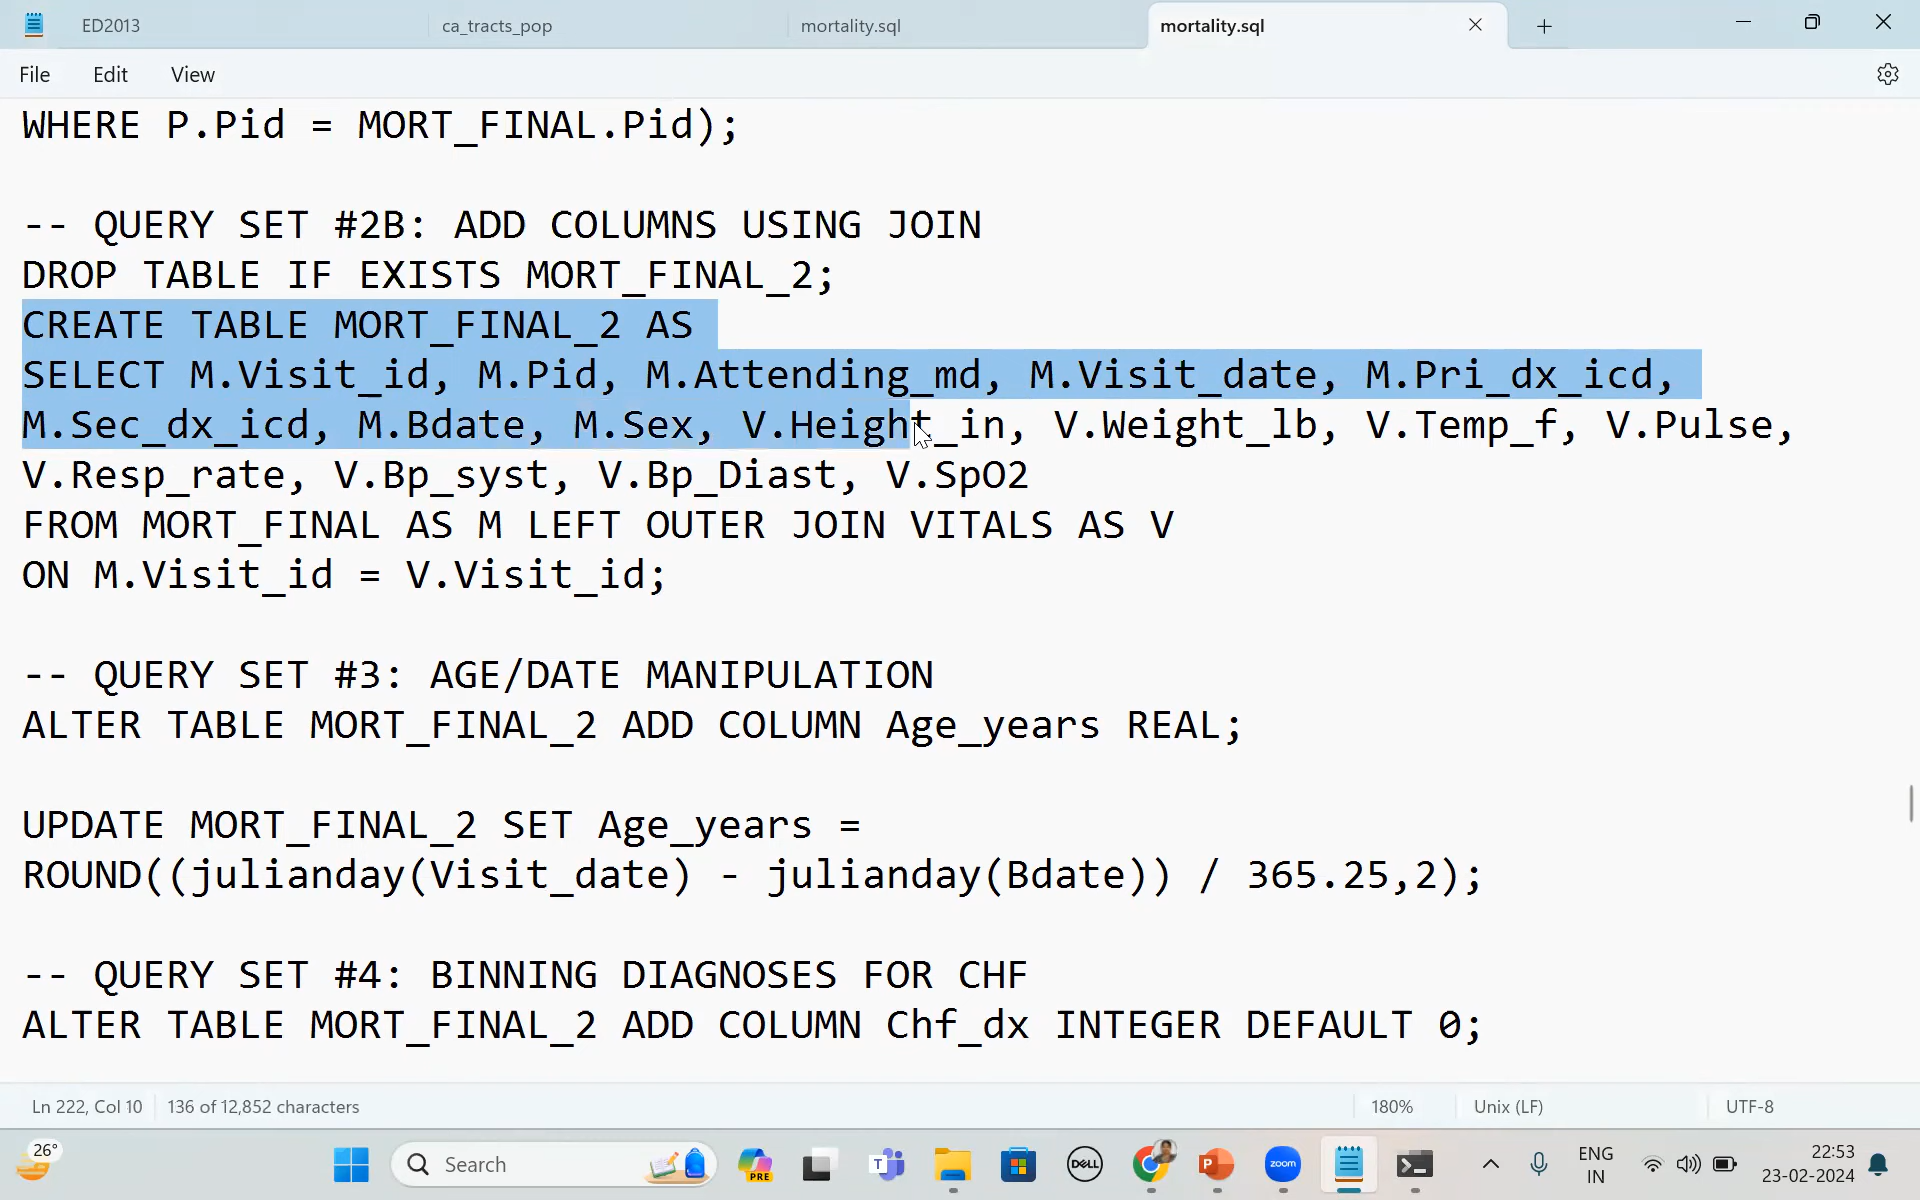 ED2013
ca_tracts_pop
mortality.sql
mortality.sql
File
Edit
View
WHERE P.Pid = MORT_FINAL.Pid);
-- QUERY SET #2B: ADD COLUMNS USING JOIN
DROP TABLE IF EXISTS MORT_FINAL_2;
CREATE TABLE MORT_FINAL_2 AS
SELECT M.Visit_id, M.Pid, M.Attending_md, M.Visit_date, M.Pri_dx_icd,
M.Sec_dx_icd, M.Bdate, M.Sex, V.Height_in, V.Weight_lb, V.Temp_f, V.Pulse,
V.Resp_rate, V.Bp_syst, V.Bp_Diast, V.SpO2
FROM MORT_FINAL AS M LEFT OUTER JOIN VITALS AS V
ON M.Visit_id = V.Visit_id;
-- QUERY SET #3: AGE/DATE MANIPULATION
ALTER TABLE MORT_FINAL_2 ADD COLUMN Age_years REAL;
UPDATE MORT_FINAL_2 SET Age_years =
ROUND((julianday(Visit_date) - julianday(Bdate)) / 365.25,2);
-- QUERY SET #4: BINNING DIAGNOSES FOR CHF
ALTER TABLE MORT_FINAL_2 ADD COLUMN Chf_dx INTEGER DEFAULT 0;
Ln 222, Col 10
136 of 12,852 characters
180%
Unix (LF)
UTF-8
26°
Search
PRE
DELL
zoom
ENG
IN
22:53
23-02-2024